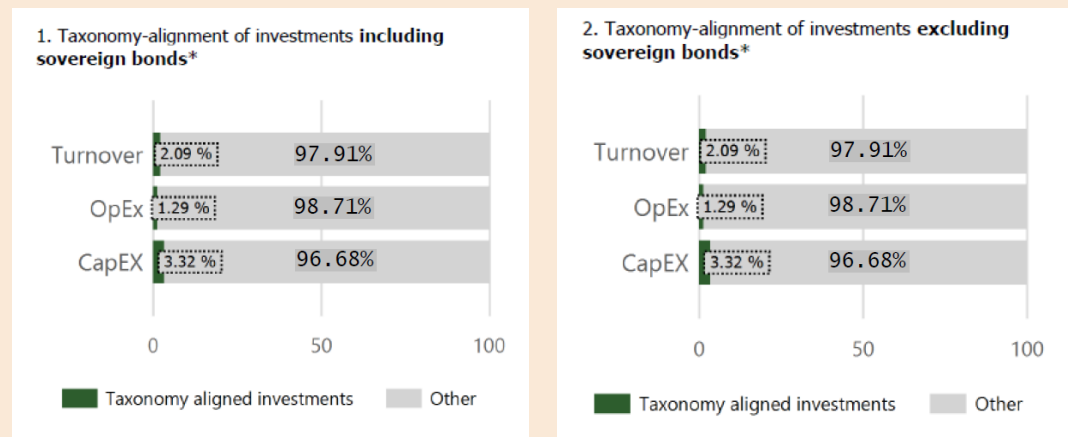 1. Taxonomy-alignment of investments including
sovereign bonds*
Turnover 2.09 % 97.91%
OpEx 1.29 % 98.71%
CapEX 3.32 % 96.68%
0 50 100
Taxonomy aligned investments Other
2. Taxonomy-alignment of investments excluding
sovereign bonds*
Turnover 2.09 % 97.91%
OpEx 1.29 % 98.71%
CapEX 3.32 % 96.68%
0 50 100
Taxonomy aligned investments Other